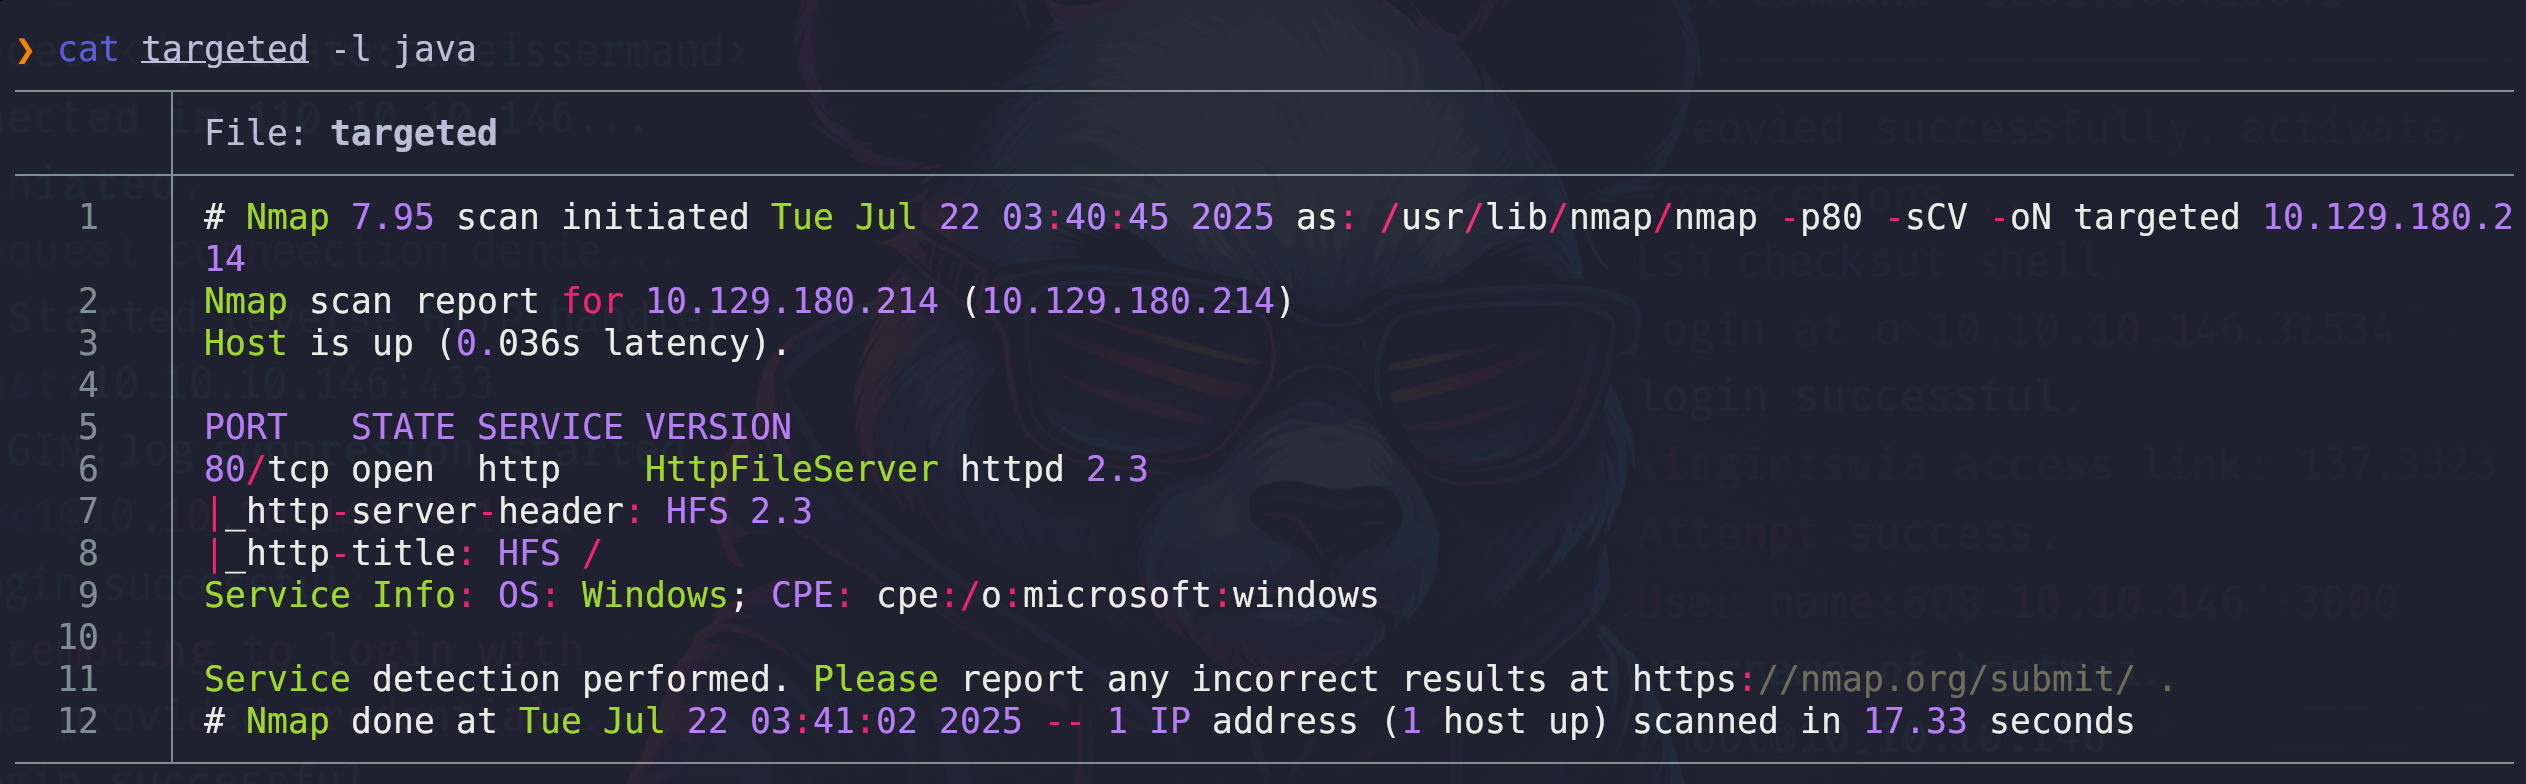 ❯ cat targeted -l java
File: targeted
1 # Nmap 7.95 scan initiated Tue Jul 22 03:40:45 2025 as: /usr/lib/nmap/nmap -p80 -sCV -oN targeted 10.129.180.2
14
2 Nmap scan report for 10.129.180.214 (10.129.180.214)
3 Host is up (0.036s latency).
4
5 PORT   STATE SERVICE VERSION
6 80/tcp open  http    HttpFileServer httpd 2.3
7 |_http-server-header: HFS 2.3
8 |_http-title: HFS /
9 Service Info: OS: Windows; CPE: cpe:/o:microsoft:windows
10
11 Service detection performed. Please report any incorrect results at https://nmap.org/submit/ .
12 # Nmap done at Tue Jul 22 03:41:02 2025 -- 1 IP address (1 host up) scanned in 17.33 seconds